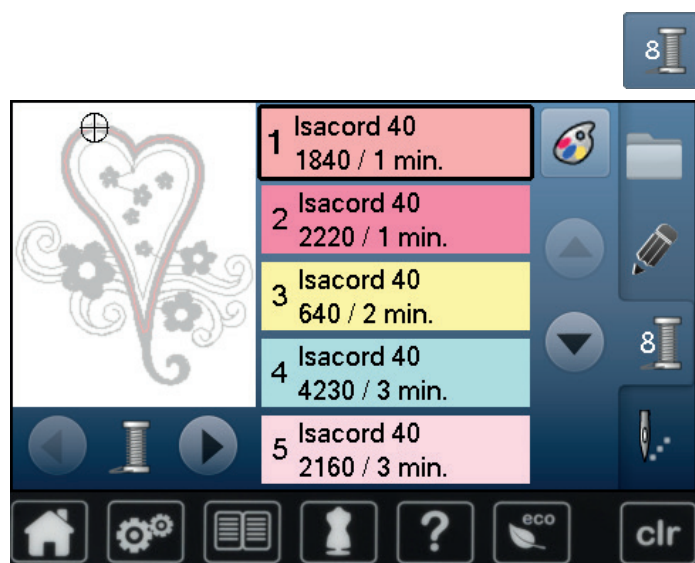 8
1 Isacord 40
1840 / 1 min.
2 Isacord 40
2220 / 1 min.
3 Isacord 40
640 / 2 min.
4 Isacord 40
4230 / 3 min.
5 Isacord 40
2160 / 3 min.
8
?
eco
clr